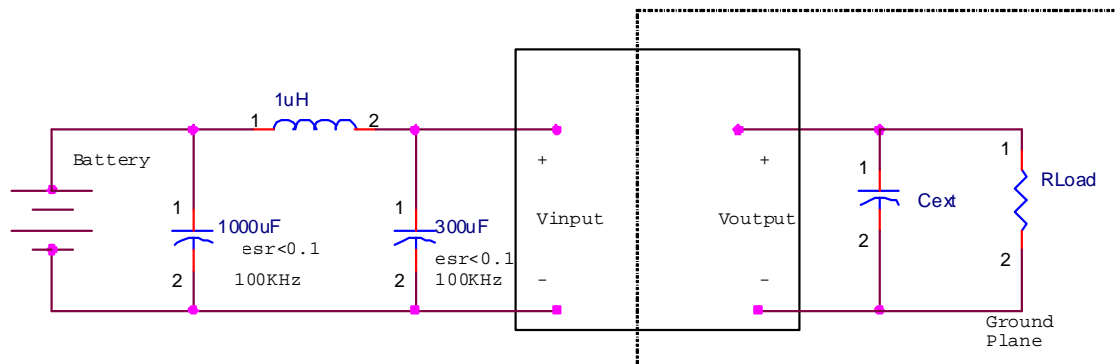 1uH
1
2
Battery
1
1000uF
esr<0.1
100KHz
2
1
300uF
esr<0.1
100KHz
2
+
Vinput
-
+
Voutput
-
1
Cext
2
1
RLoad
2
Ground
Plane